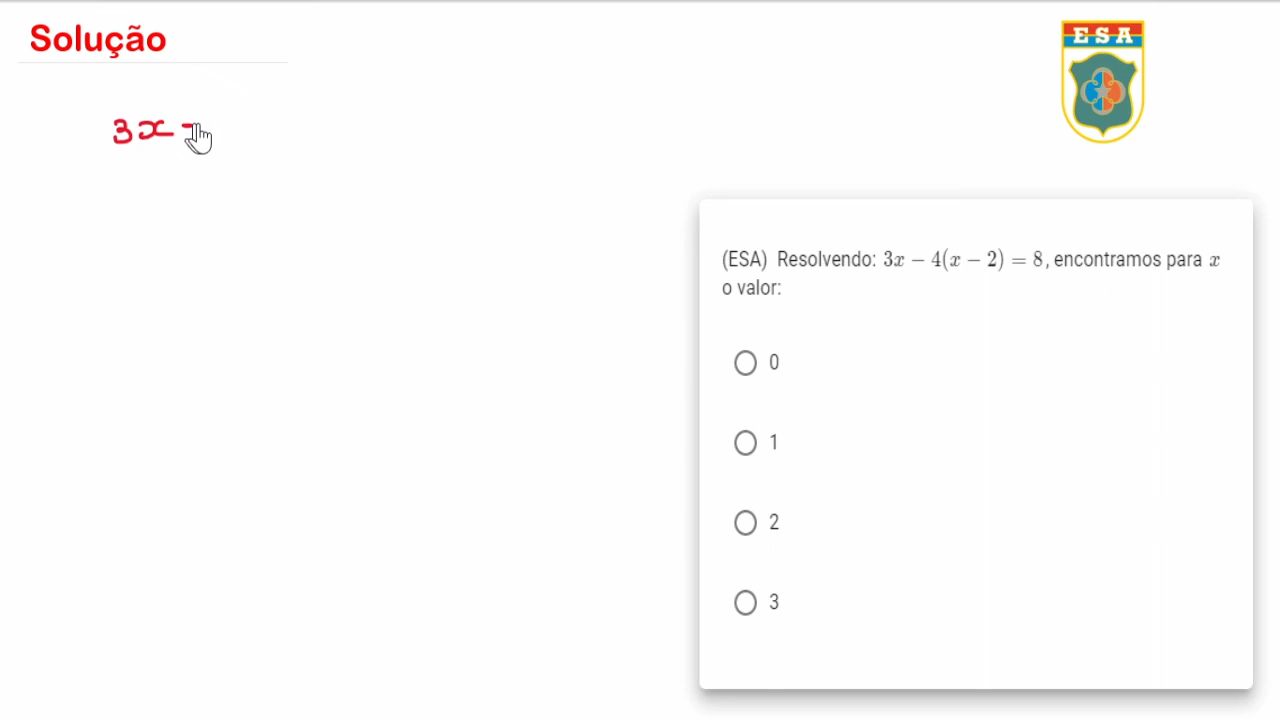 Solução
ESA
3x -
(ESA) Resolvendo: 3x − 4(x − 2) = 8, encontramos para x
o valor:
0
1
2
3